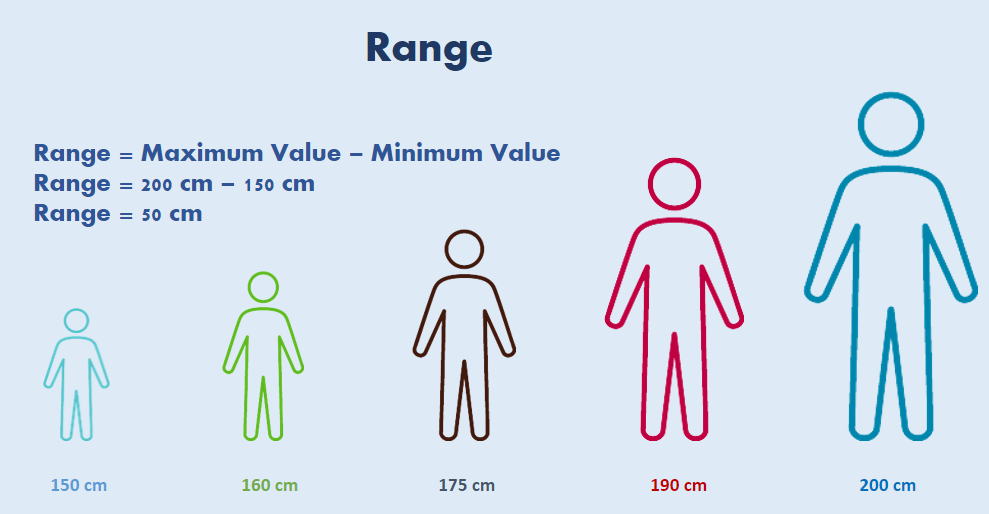 Range
Range = Maximum Value – Minimum Value
Range = 200 cm – 150 cm
Range = 50 cm
150 cm
160 cm
175 cm
190 cm
200 cm